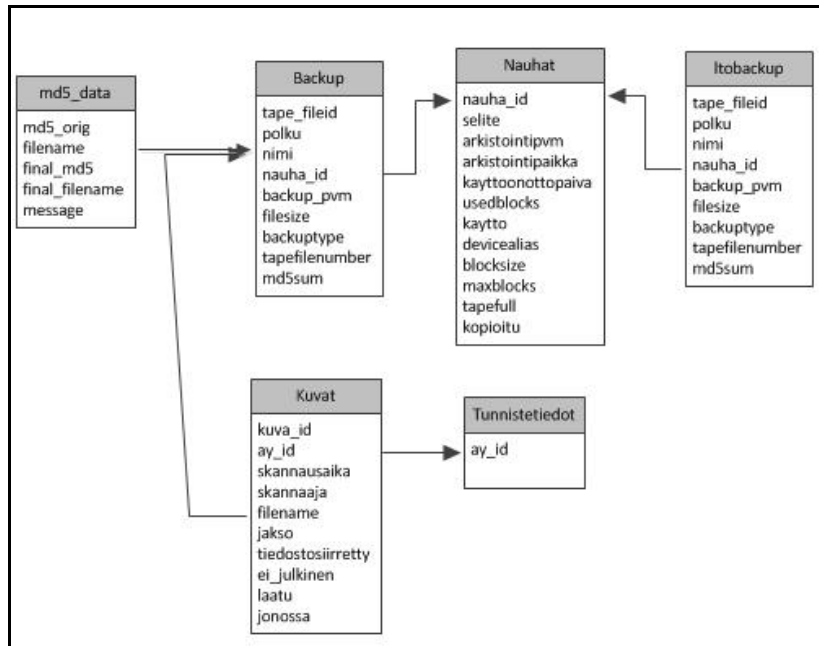 md5_data
md5_orig
filename
final_md5
final_filename
message
Backup
tape_fileid
polku
nimi
nauha_id
backup_pvm
filesize
backuptype
tapefilenumber
md5sum
Nauhat
nauha_id
selite
arkistointipvm
arkistointipaikka
kayttoonottopaiva
usedblocks
kaytto
devicealias
blocksize
maxblocks
tapefull
kopioitu
Itobackup
tape_fileid
polku
nimi
nauha_id
backup_pvm
filesize
backuptype
tapefilenumber
md5sum
Kuvat
kuva_id
ay_id
skannausaika
skannaaja
filename
jakso
tiedostosiirretty
ei_julkinen
laatu
jonossa
Tunnistetiedot
ay_id